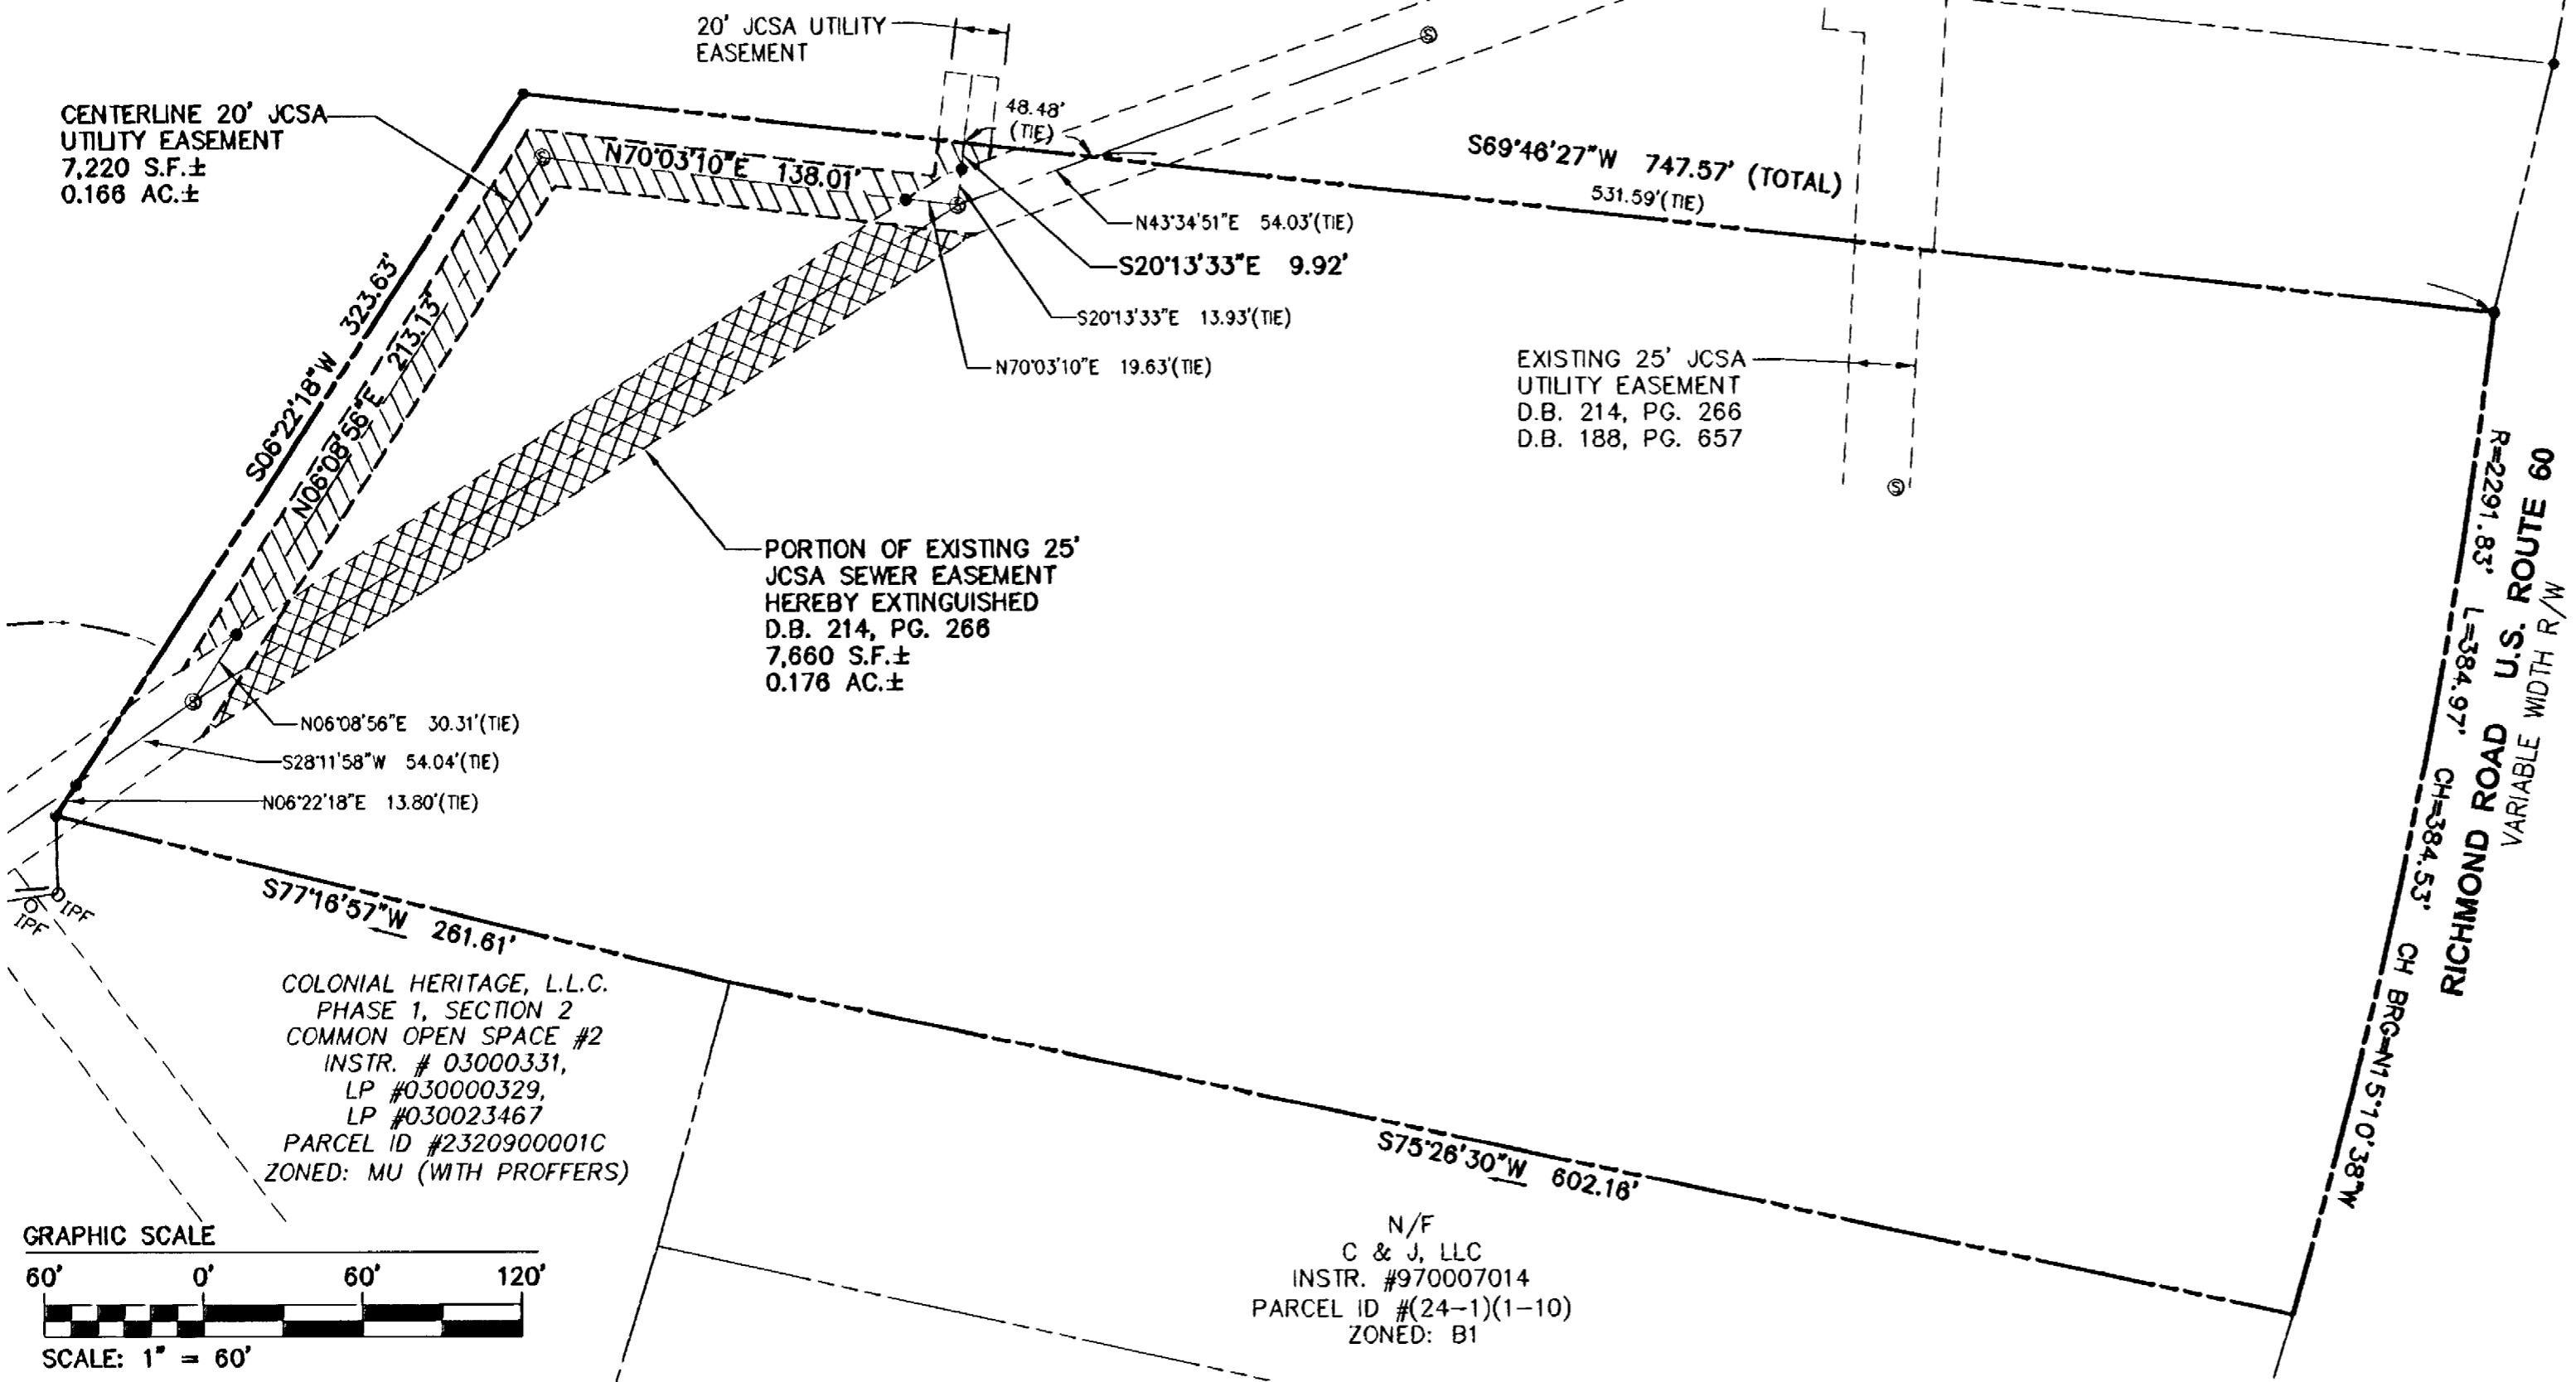 20' JCSA UTILITY
EASEMENT
CENTERLINE 20' JCSA
UTILITY EASEMENT
7,220 S.F.±
0.166 AC.±
48.48'
(TIE)
N70°03'10"E 138.01'
S69°46'27"W 747.57' (TOTAL)
531.59'(TIE)
N43°34'51"E 54.03'(TIE)
S20°13'33"E 9.92'
S20°13'33"E 13.93'(TIE)
N70°03'10"E 19.63'(TIE)
S06°22'18"W 323.63'
N06°08'56"E 213.13'
EXISTING 25' JCSA
UTILITY EASEMENT
D.B. 214, PG. 266
D.B. 188, PG. 657
PORTION OF EXISTING 25'
JCSA SEWER EASEMENT
HEREBY EXTINGUISHED
D.B. 214, PG. 266
7,660 S.F.±
0.176 AC.±
R=2291.83' L=384.97' CH=384.53' CH BRG=N15°10'38"W
RICHMOND ROAD U.S. ROUTE 60
VARIABLE WIDTH R/W
N06°08'56"E 30.31'(TIE)
S28°11'58"W 54.04'(TIE)
N06°22'18"E 13.80'(TIE)
IPF
IPF
S77°16'57"W 261.61'
COLONIAL HERITAGE, L.L.C.
PHASE 1, SECTION 2
COMMON OPEN SPACE #2
INSTR. # 03000331,
LP #030000329,
LP #030023467
PARCEL ID #2320900001C
ZONED: MU (WITH PROFFERS)
S75°26'30"W 602.16'
N/F
C & J, LLC
INSTR. #970007014
PARCEL ID #(24-1)(1-10)
ZONED: B1
GRAPHIC SCALE
60' 0' 60' 120'
SCALE: 1" = 60'
S
S
S
S
S